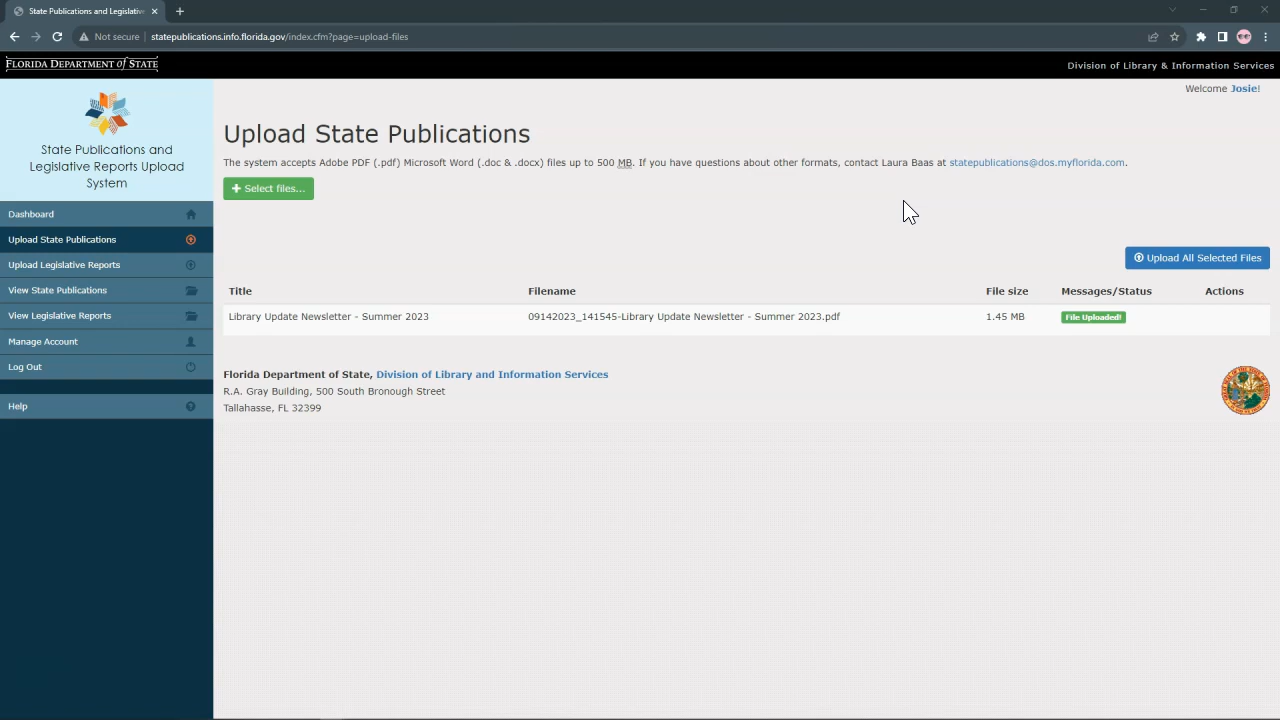 State Publications and Legislativ
Not secure
statepublications.info.florida.gov/index.cfm?page=upload-files
FLORIDA DEPARTMENT of STATE
Division of Library & Information Services
Welcome Josie!
State Publications and
Legislative Reports Upload
System
Dashboard
Upload State Publications
Upload Legislative Reports
View State Publications
View Legislative Reports
Manage Account
Log Out
Help
Upload State Publications
The system accepts Adobe PDF (.pdf) Microsoft Word (.doc & .docx) files up to 500 MB. If you have questions about other formats, contact Laura Baas at statepublications@dos.myflorida.com.
Select files...
Upload All Selected Files
Title Filename File size Messages/Status Actions
Library Update Newsletter - Summer 2023 09142023_141545-Library Update Newsletter - Summer 2023.pdf 1.45 MB File Uploaded!
Florida Department of State, Division of Library and Information Services
R.A. Gray Building, 500 South Bronough Street
Tallahasse, FL 32399